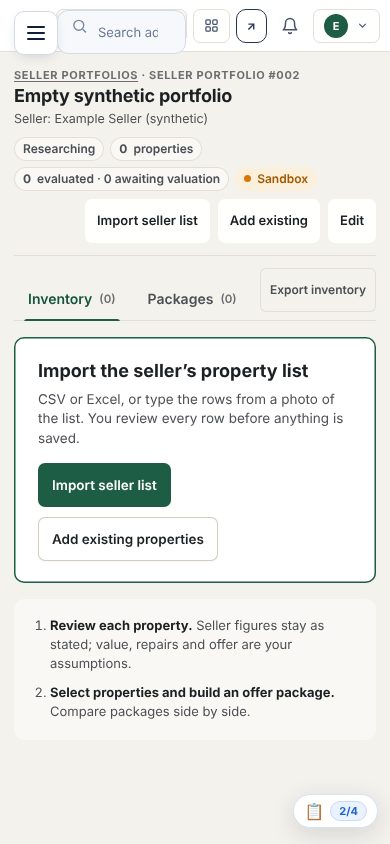 Search ad
E
SELLER PORTFOLIOS · SELLER PORTFOLIO #002
Empty synthetic portfolio
Seller: Example Seller (synthetic)
Researching
0 properties
0 evaluated · 0 awaiting valuation
Sandbox
Import seller list
Add existing
Edit
Inventory (0)
Packages (0)
Export inventory
Import the seller’s property list
CSV or Excel, or type the rows from a photo of
the list. You review every row before anything is
saved.
Import seller list
Add existing properties
1. Review each property. Seller figures stay as
stated; value, repairs and offer are your
assumptions.
2. Select properties and build an offer package.
Compare packages side by side.
2/4